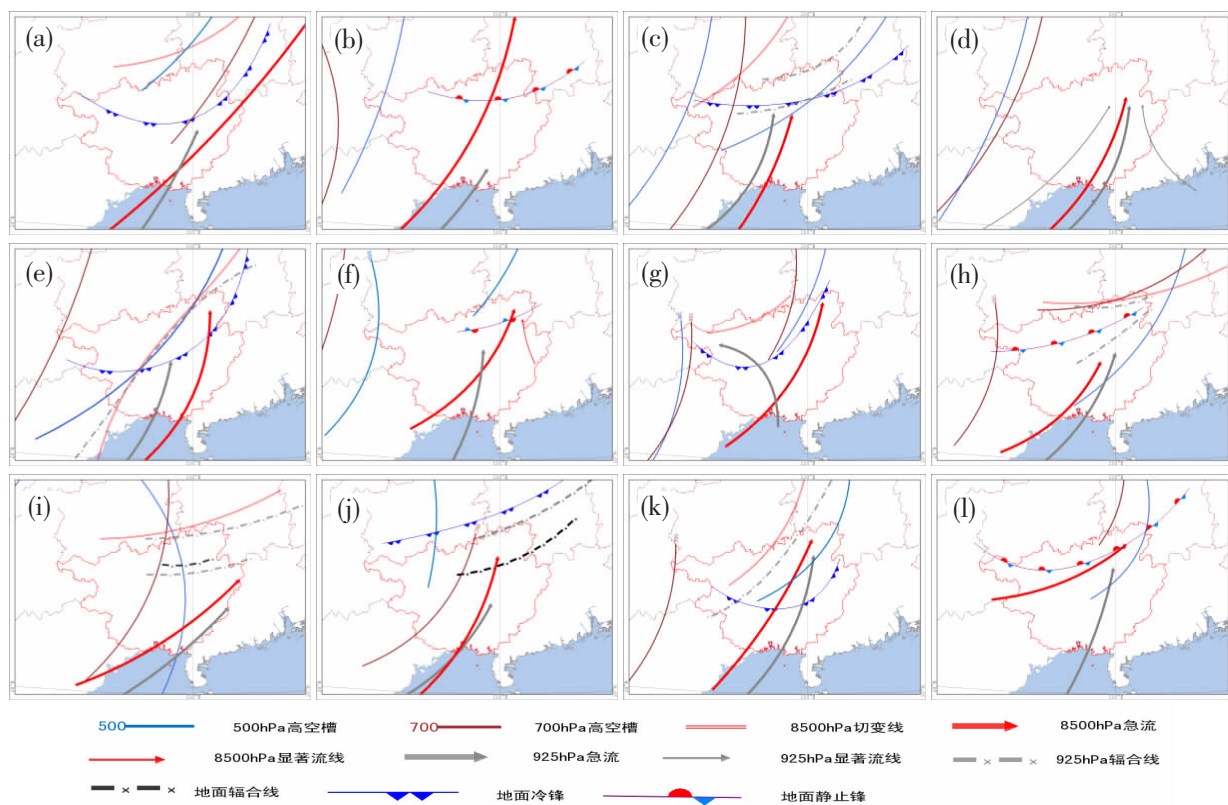 (a) (b) (c) (d)
(e) (f) (g) (h)
(i) (j) (k) (l)
500 500hPa高空槽 700 700hPa高空槽 8500hPa切变线 8500hPa急流
8500hPa显著流线 925hPa急流 925hPa显著流线 925hPa辐合线
地面辐合线 地面冷锋 地面静止锋